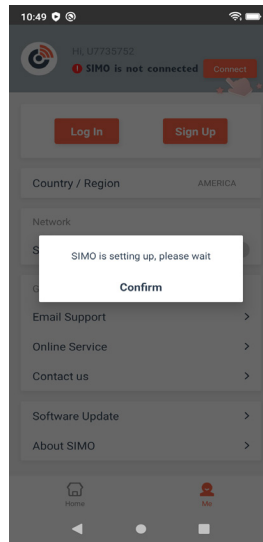 10:49
Hi, U7735752
SIMO is not connected
Connect
Log In
Sign Up
Country / Region
AMERICA
Network
S
SIMO is setting up, please wait
G
Confirm
Email Support
Online Service
Contact us
Software Update
About SIMO
Home
Me